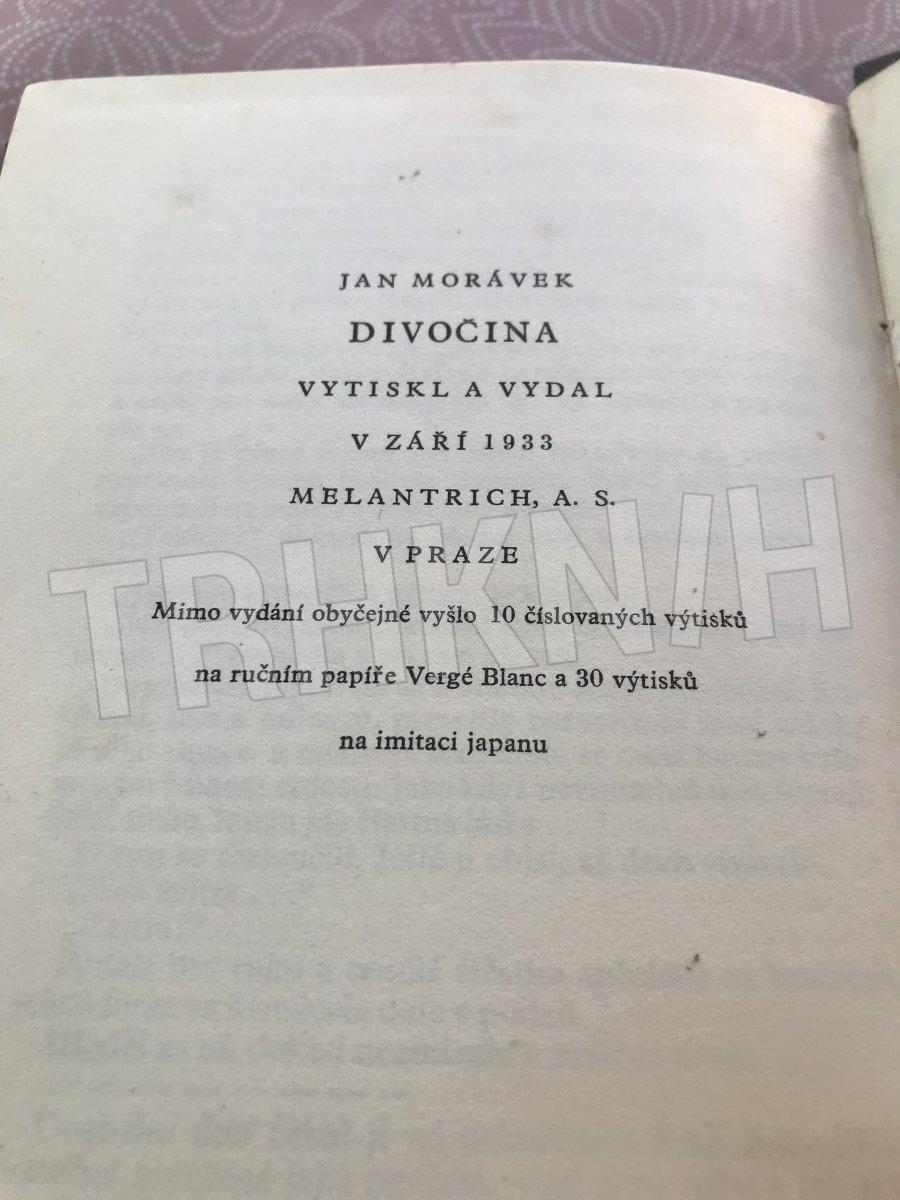 JAN MORÁVEK
DIVOČINA
VYTISKL A VYDAL
V ZÁŘÍ 1933
MELANTRICH, A. S.
V PRAZE
Mimo vydání obyčejné vyšlo 10 číslovaných výtisků
na ručním papíře Vergé Blanc a 30 výtisků
na imitaci japanu
TRHKNIH